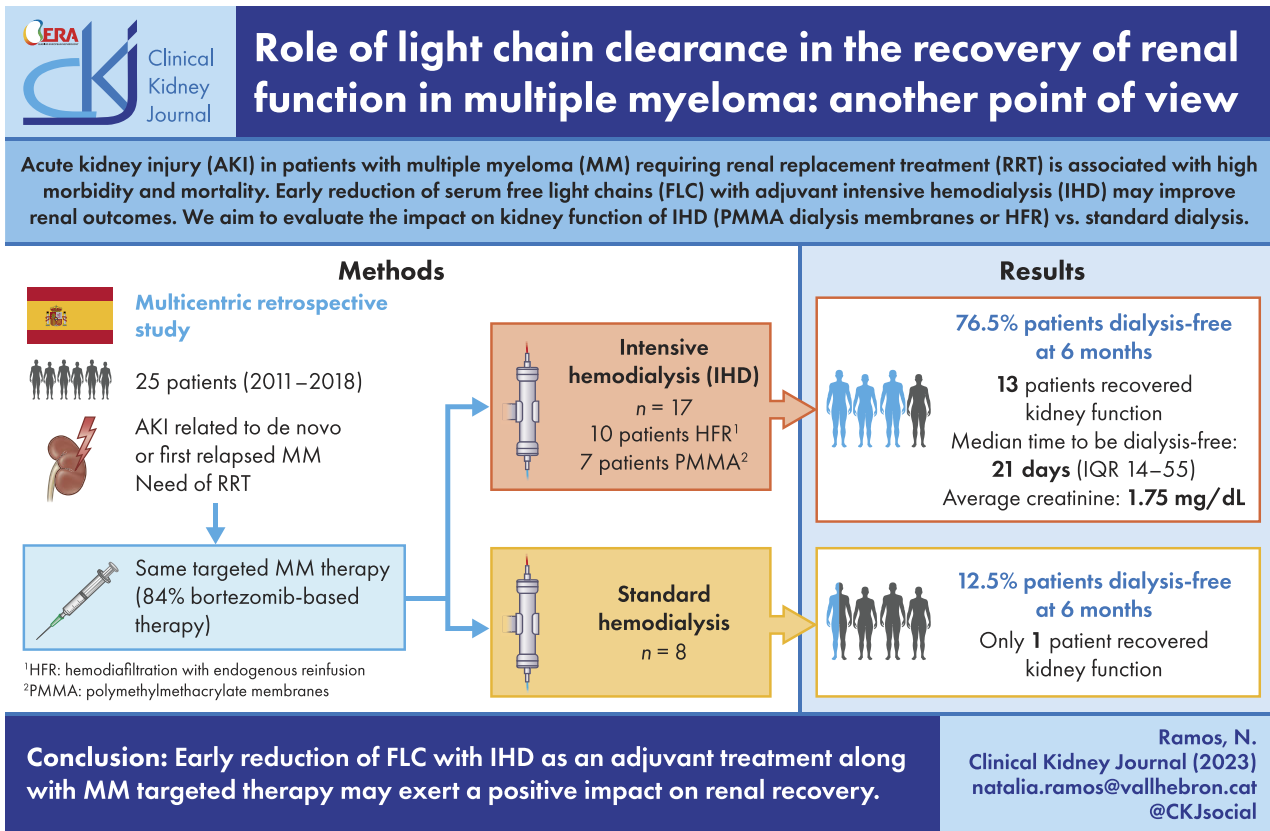 ERA
CKJ
Clinical
Kidney
Journal
Role of light chain clearance in the recovery of renal
function in multiple myeloma: another point of view
Acute kidney injury (AKI) in patients with multiple myeloma (MM) requiring renal replacement treatment (RRT) is associated with high
morbidity and mortality. Early reduction of serum free light chains (FLC) with adjuvant intensive hemodialysis (IHD) may improve
renal outcomes. We aim to evaluate the impact on kidney function of IHD (PMMA dialysis membranes or HFR) vs. standard dialysis.
Methods
Multicentric retrospective
study
25 patients (2011–2018)
AKI related to de novo
or first relapsed MM
Need of RRT
Same targeted MM therapy
(84% bortezomib-based
therapy)
¹HFR: hemodiafiltration with endogenous reinfusion
²PMMA: polymethylmethacrylate membranes
Intensive
hemodialysis (IHD)
n = 17
10 patients HFR¹
7 patients PMMA²
Standard
hemodialysis
n = 8
Results
76.5% patients dialysis-free
at 6 months
13 patients recovered
kidney function
Median time to be dialysis-free:
21 days (IQR 14–55)
Average creatinine: 1.75 mg/dL
12.5% patients dialysis-free
at 6 months
Only 1 patient recovered
kidney function
Conclusion: Early reduction of FLC with IHD as an adjuvant treatment along
with MM targeted therapy may exert a positive impact on renal recovery.
Ramos, N.
Clinical Kidney Journal (2023)
natalia.ramos@vallhebron.cat
@CKJsocial